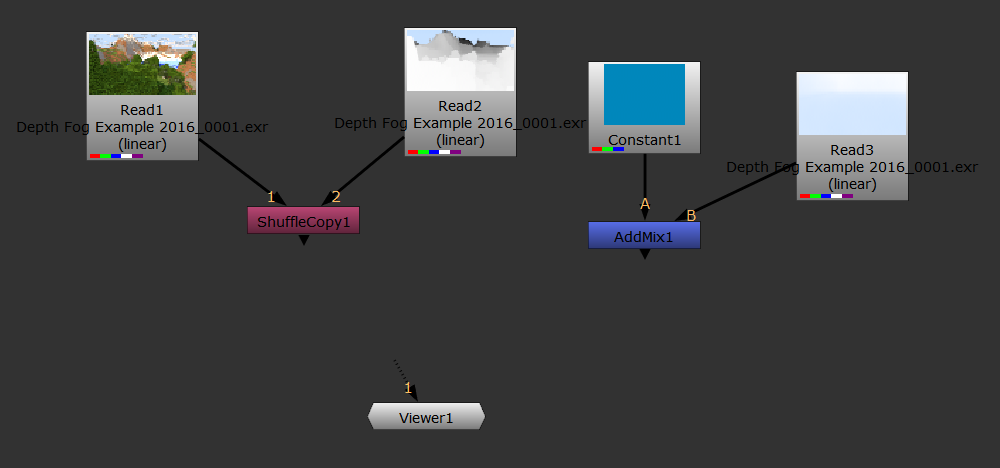 Read1
Depth Fog Example 2016_0001.exr
(linear)
Read2
Depth Fog Example 2016_0001.exr
(linear)
Constant1
Read3
Depth Fog Example 2016_0001.exr
(linear)
1
2
A
B
ShuffleCopy1
AddMix1
1
Viewer1